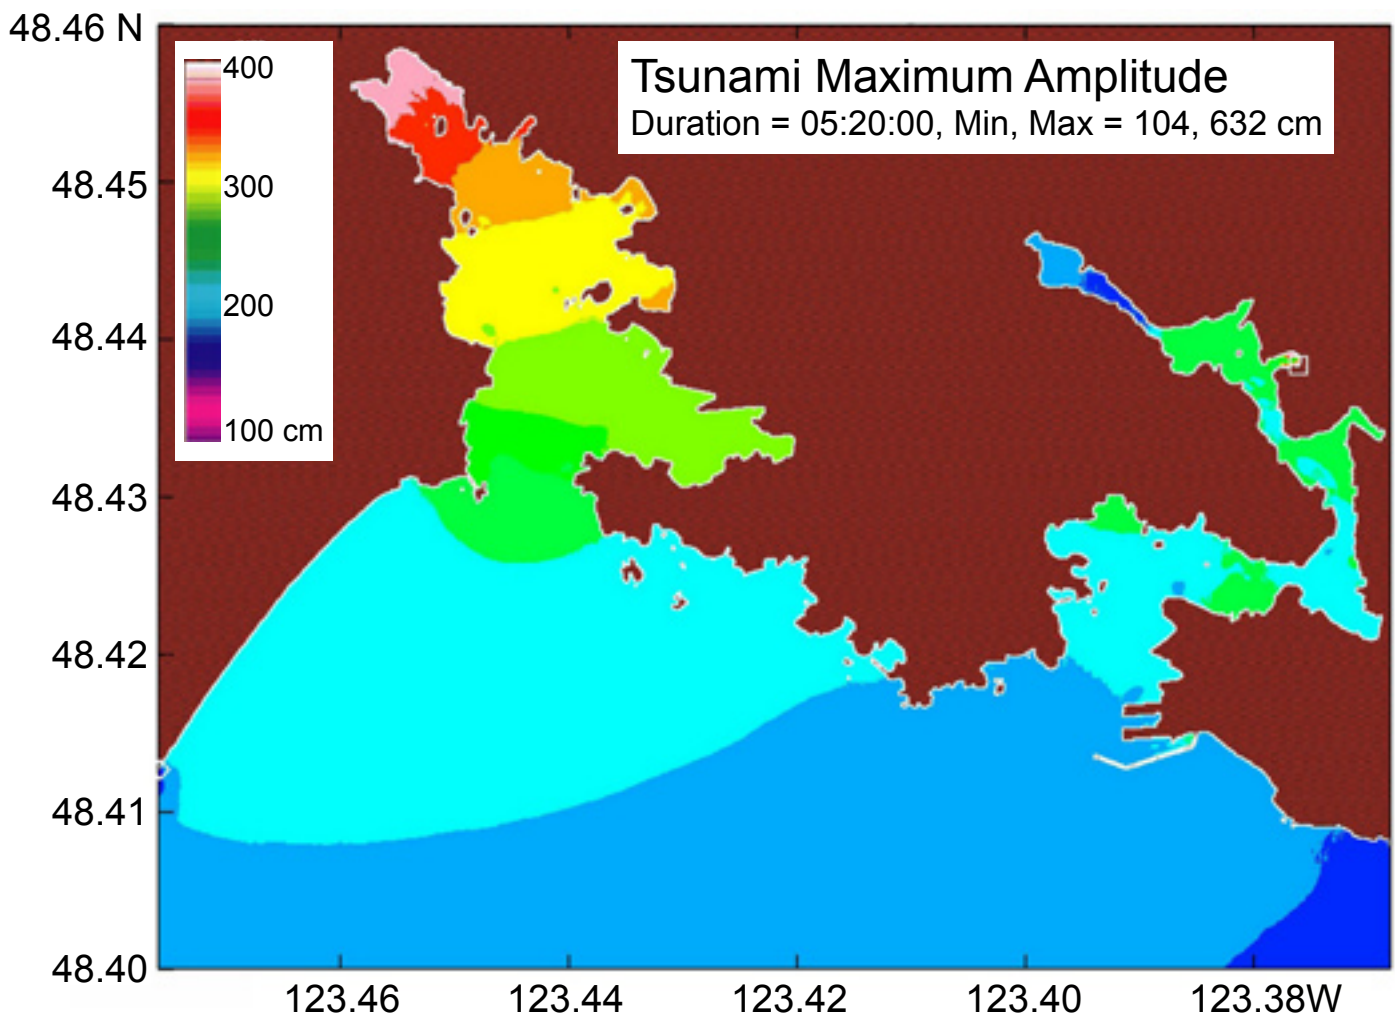 48.46 N
400
Tsunami Maximum Amplitude
Duration = 05:20:00, Min, Max = 104, 632 cm
48.45
300
200
48.44
100 cm
48.43
48.42
48.41
48.40
123.46
123.44
123.42
123.40
123.38W